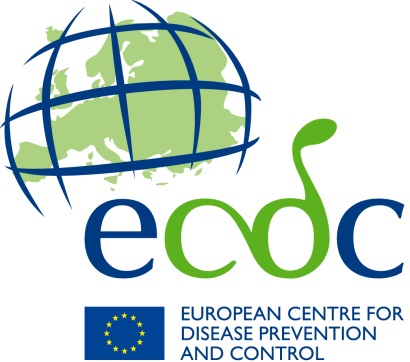 ecdc
EUROPEAN CENTRE FOR
DISEASE PREVENTION
AND CONTROL